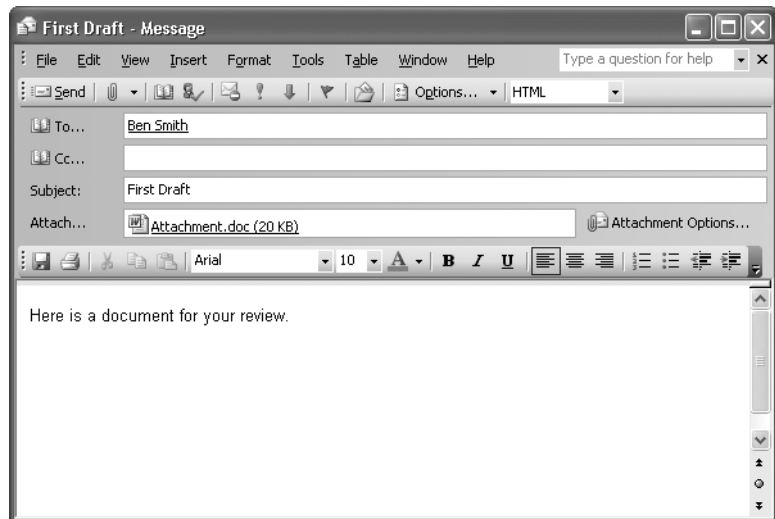 First Draft - Message
File Edit View Insert Format Tools Table Window Help Type a question for help
Send Options... HTML
To... Ben Smith
Cc...
Subject: First Draft
Attach... Attachment.doc (20 KB) Attachment Options...
Arial 10 A B I U
Here is a document for your review.